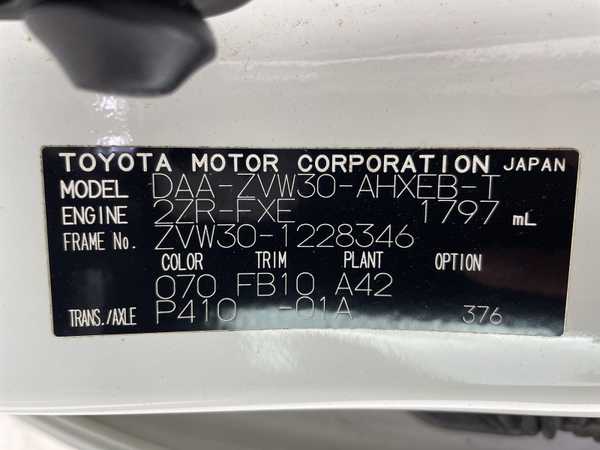 TOYOTA MOTOR CORPORATION JAPAN
MODEL DAA-ZVW30-AHXEB-T
ENGINE 2ZR-FXE 1797 mL
FRAME No. ZVW30-1228346
COLOR TRIM PLANT OPTION
070 FB10 A42
TRANS./AXLE P410 -01A 376